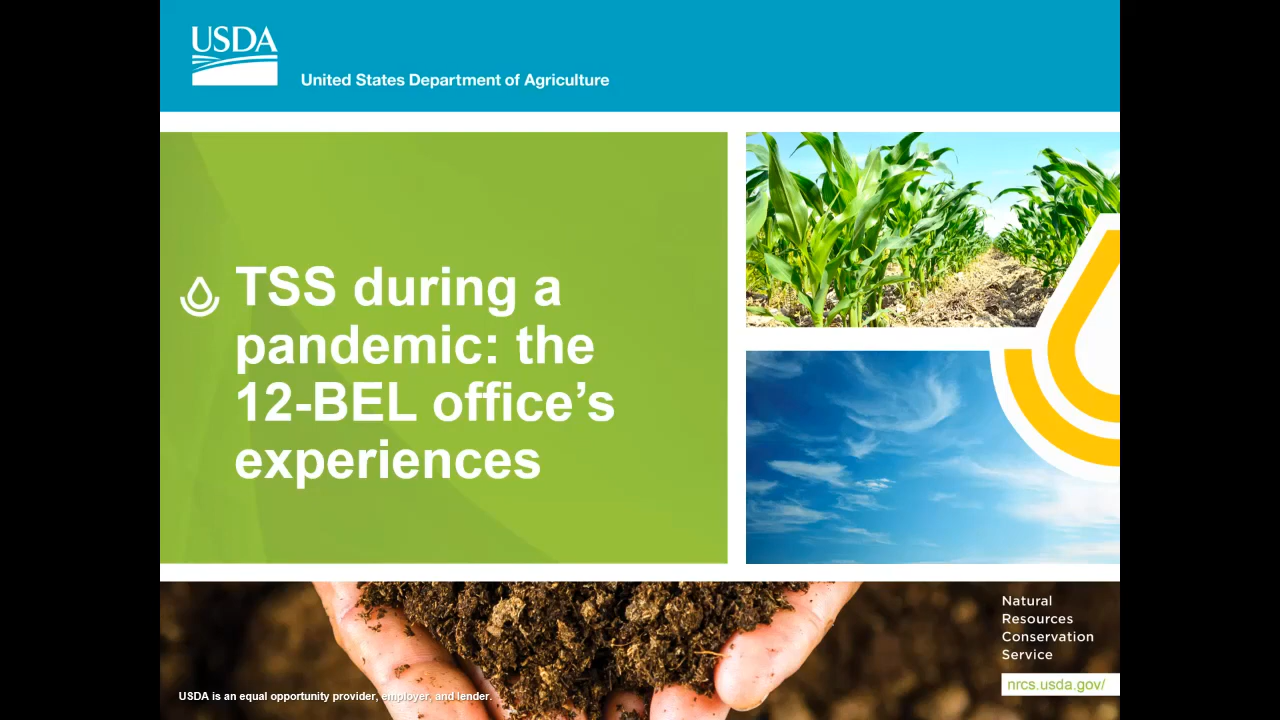 USDA
United States Department of Agriculture
TSS during a
pandemic: the
12-BEL office’s
experiences
Natural
Resources
Conservation
Service
nrcs.usda.gov/
USDA is an equal opportunity provider, employer, and lender.